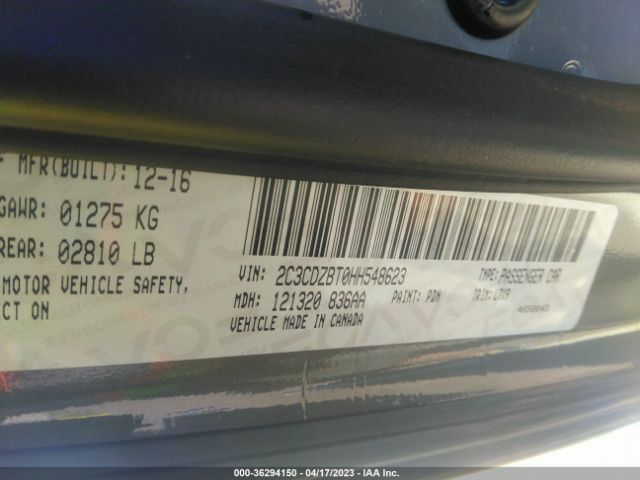 F MFR(BUILT): 12-16
GAWR: 01275 KG
REAR: 02810 LB
MOTOR VEHICLE SAFETY,
CT ON
VIN: 2C3CDZBT0HH548623
TYPE: PASSENGER CAR
MDH: 121320 836AA
PAINT: PDN
TRIM:
VEHICLE MADE IN CANADA
000-36294150 - 04/17/2023 - IAA Inc.